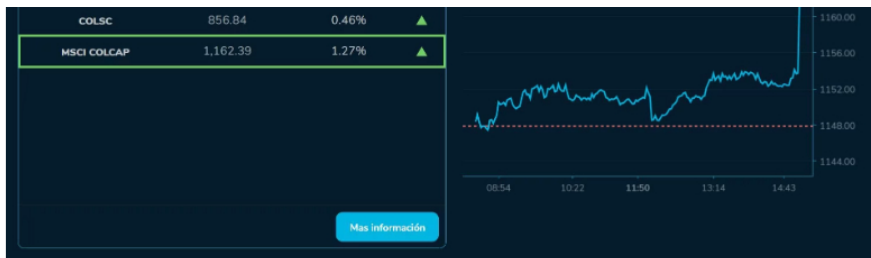 COLSC 856.84 0.46%
MSCI COLCAP 1,162.39 1.27%
Mas información
1160.00
1156.00
1152.00
1148.00
1144.00
08:54 10:22 11:50 13:14 14:43